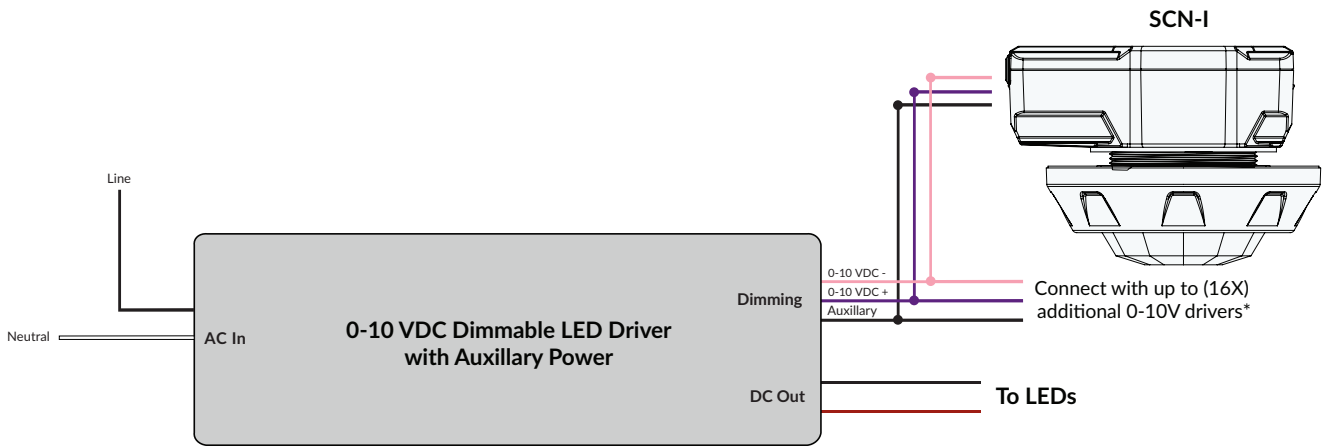 SCN-I
Line
Neutral
AC In
0-10 VDC Dimmable LED Driver
with Auxillary Power
Dimming
0-10 VDC -
0-10 VDC +
Auxillary
Connect with up to (16X)
additional 0-10V drivers*
DC Out
To LEDs